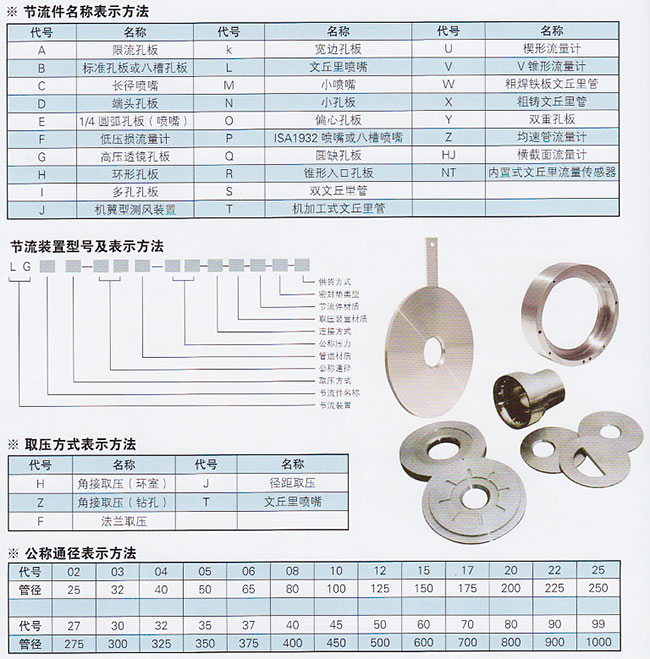 ※ 节流件名称表示方法
代号 名称 代号 名称 代号 名称
A 限流孔板 k 宽边孔板 U 楔形流量计
B 标准孔板或八槽孔板 L 文丘里喷嘴 V V锥形流量计
C 长径喷嘴 M 小喷嘴 W 粗焊铁板文丘里管
D 端头孔板 N 小孔板 X 粗铸文丘里管
E 1/4圆弧孔板(喷嘴) O 偏心孔板 Y 双重孔板
F 低压损流量计 P ISA1932喷嘴或八槽喷嘴 Z 均速管流量计
G 高压透镜孔板 Q 圆缺孔板 HJ 横截面流量计
H 环形孔板 R 锥形入口孔板 NT 内置式文丘里流量传感器
I 多孔孔板 S 双文丘里管
J 机翼型测风装置 T 机加工式文丘里管
节流装置型号及表示方法
LG
供货方式
密封垫类型
节流件材质
取压装置材质
连接方式
公称压力
管道材质
公称通径
取压方式
节流件名称
节流装置
※ 取压方式表示方法
代号 名称 代号 名称
H 角接取压(环室) J 径距取压
Z 角接取压(钻孔) T 文丘里喷嘴
F 法兰取压
※ 公称通径表示方法
代号 02 03 04 05 06 08 10 12 15 17 20 22 25
管径 25 32 40 50 65 80 100 125 150 175 200 225 250
代号 27 30 32 35 37 40 45 50 60 70 80 90 99
管径 275 300 325 350 375 400 450 500 600 700 800 900 1000